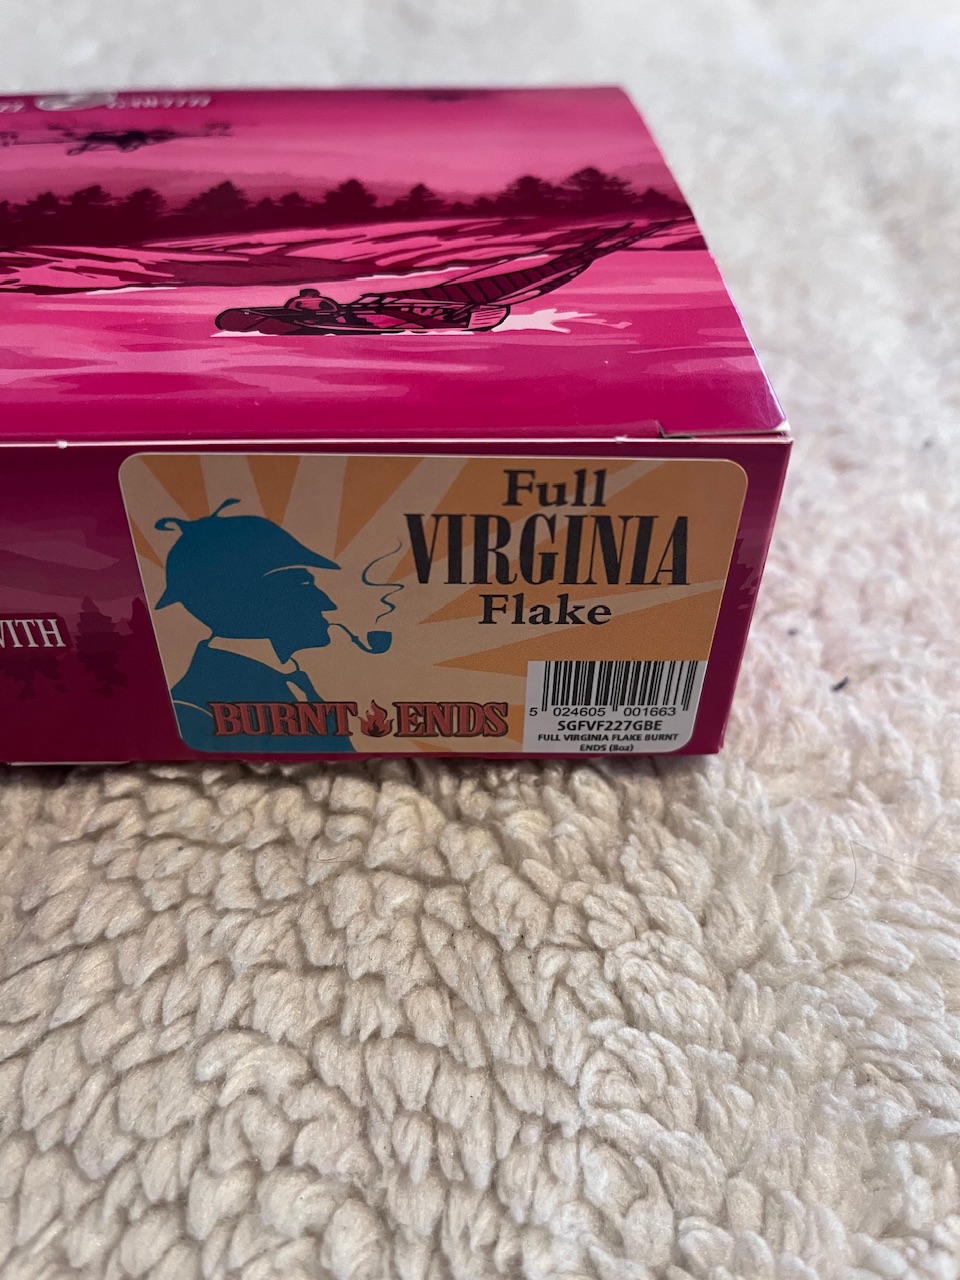 Full
VIRGINIA
Flake
WITH
BURNT ENDS
5 024605 001663
SGFVF227GBE
FULL VIRGINIA FLAKE BURNT
ENDS (8oz)